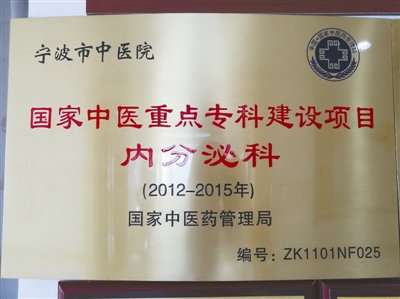 宁波市中医院
国家中医重点专科建设项目
内分泌科
(2012-2015年)
国家中医药管理局
编号: ZK1101NF025